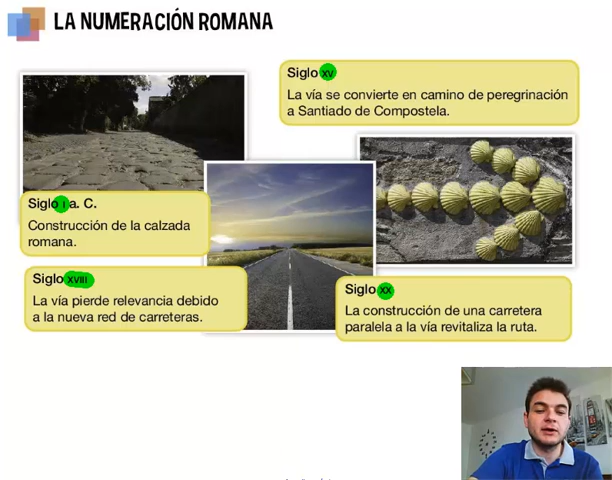 LA NUMERACIÓN ROMANA
Siglo XV
La vía se convierte en camino de peregrinación
a Santiado de Compostela.
Siglo I a. C.
Construcción de la calzada
romana.
Siglo XVIII
La vía pierde relevancia debido
a la nueva red de carreteras.
Siglo XX
La construcción de una carretera
paralela a la vía revitaliza la ruta.